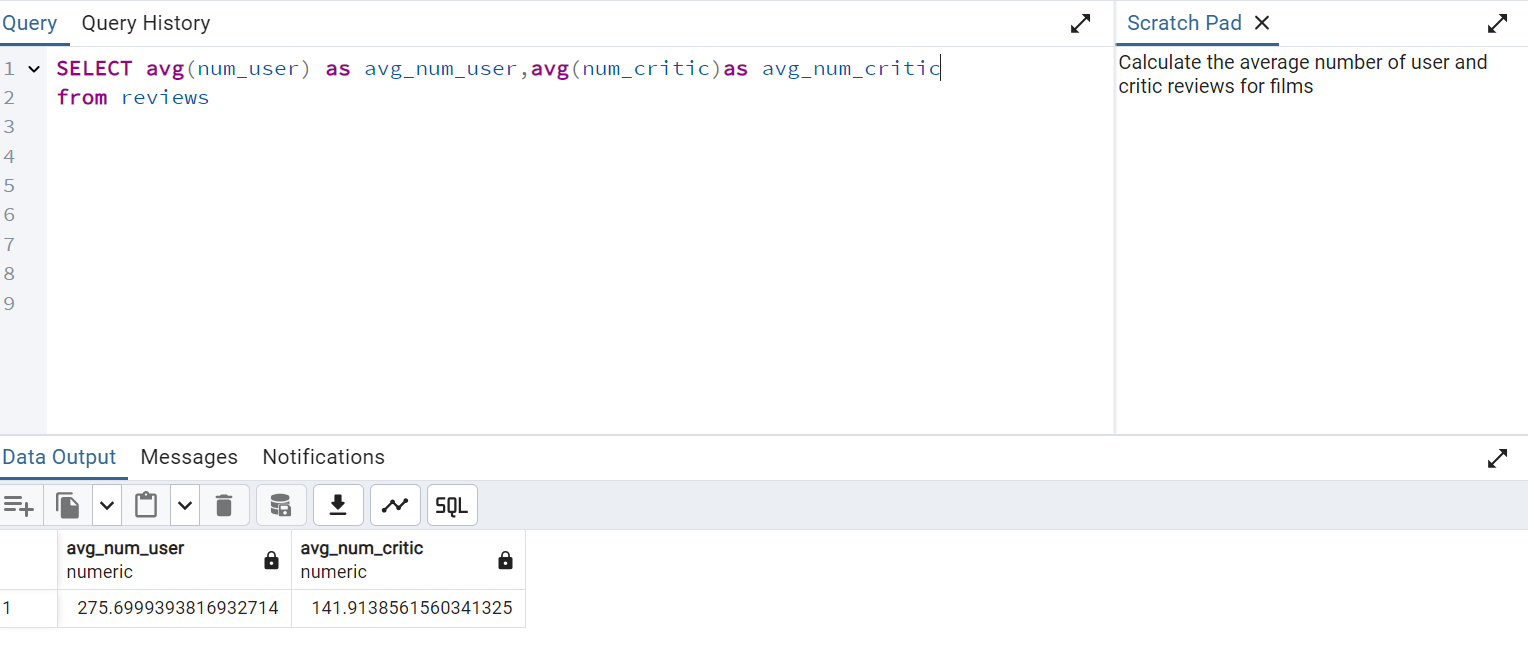 Query Query History Scratch Pad
1 SELECT avg(num_user) as avg_num_user,avg(num_critic)as avg_num_critic
2 from reviews
3
4
5
6
7
8
9
Calculate the average number of user and
critic reviews for films
Data Output Messages Notifications
SQL
avg_num_user avg_num_critic
numeric numeric
1 275.6999393816932714 141.9138561560341325